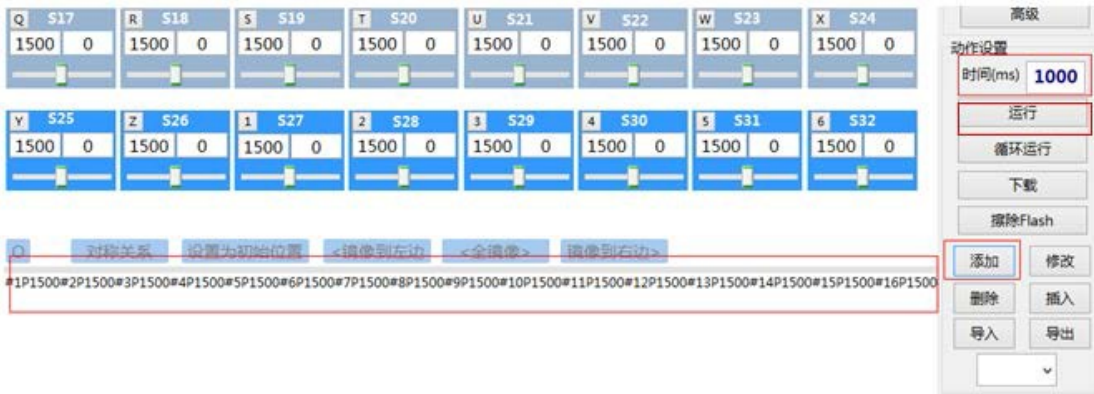 Q S17 R S18 S S19 T S20 U S21 V S22 W S23 X S24
1500 0 1500 0 1500 0 1500 0 1500 0 1500 0 1500 0 1500 0
Y S25 Z S26 1 S27 2 S28 3 S29 4 S30 5 S31 6 S32
1500 0 1500 0 1500 0 1500 0 1500 0 1500 0 1500 0 1500 0
O 对称关系 设置为初始位置 <镜像到左边 <全镜像> 镜像到右边>
#1P1500#2P1500#3P1500#4P1500#5P1500#6P1500#7P1500#8P1500#9P1500#10P1500#11P1500#12P1500#13P1500#14P1500#15P1500#16P1500
高级
动作设置
时间(ms) 1000
运行
循环运行
下载
擦除Flash
添加 修改
删除 插入
导入 导出